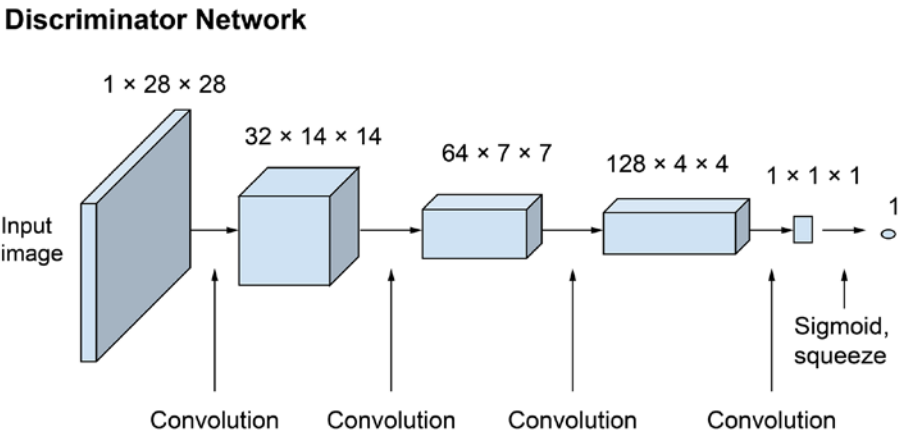 Discriminator Network
1 × 28 × 28
32 × 14 × 14
64 × 7 × 7
128 × 4 × 4
1 × 1 × 1
1
Input
image
Sigmoid,
squeeze
Convolution
Convolution
Convolution
Convolution